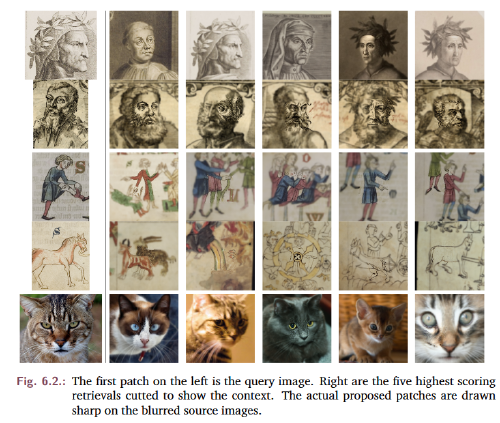 Fig. 6.2.: The first patch on the left is the query image. Right are the five highest scoring
retrievals cutted to show the context. The actual proposed patches are drawn
sharp on the blurred source images.